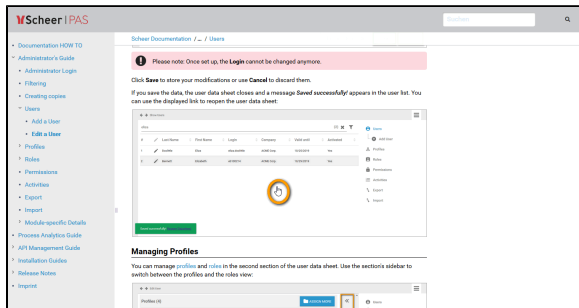 Scheer PAS
Suchen
Documentation HOW TO
Administrator's Guide
Administrator Login
Filtering
Creating copies
Users
Add a User
Edit a User
Profiles
Roles
Permissions
Activities
Export
Import
Module-specific Details
Process Analytics Guide
API Management Guide
Installation Guides
Release Notes
Imprint
Scheer Documentation / ... / Users
Please note: Once set up, the Login cannot be changed anymore.
Click Save to store your modifications or use Cancel to discard them.
If you save the data, the user data sheet closes and a message Saved successfully! appears in the user list. You
can use the displayed link to reopen the user data sheet:
Last Name First Name Login Company Valid until Activated
Home
Add User
Profiles
Roles
Permissions
Activities
Export
Import
Managing Profiles
You can manage profiles and roles in the second section of the user data sheet. Use the section's sidebar to
switch between the profiles and the roles view:
Profiles (4)
ASSIGN MORE
Home